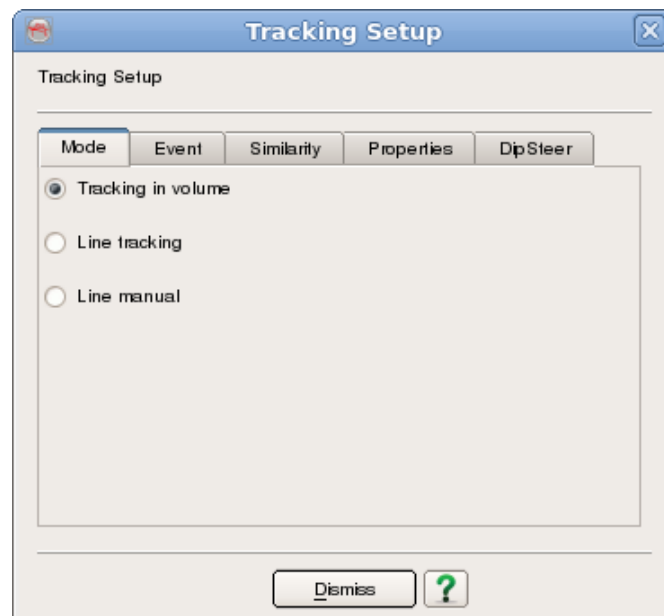 Tracking Setup
Tracking Setup
Mode Event Similarity Properties DipSteer
Tracking in volume
Line tracking
Line manual
Dismiss ?